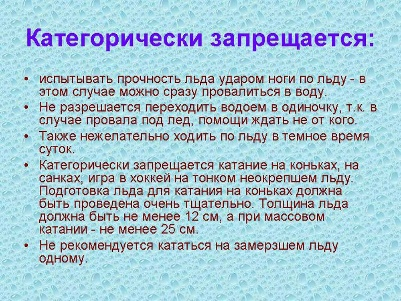 Категорически запрещается:
• испытывать прочность льда ударом ноги по льду - в
этом случае можно сразу провалиться в воду.
• Не разрешается переходить водоем в одиночку, т.к. в
случае провала под лед, помощи ждать не от кого.
• Также нежелательно ходить по льду в темное время
суток.
• Категорически запрещается катание на коньках, на
санках, игра в хоккей на тонком неокрепшем льду.
Подготовка льда для катания на коньках должна
быть проведена очень тщательно. Толщина льда
должна быть не менее 12 см, а при массовом
катании - не менее 25 см.
• Не рекомендуется кататься на замерзшем льду
одному.